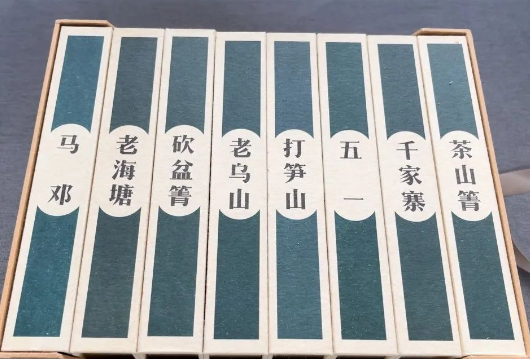 马邓
老海塘
砍盆箐
老乌山
打笋山
五一
千家寨
茶山箐